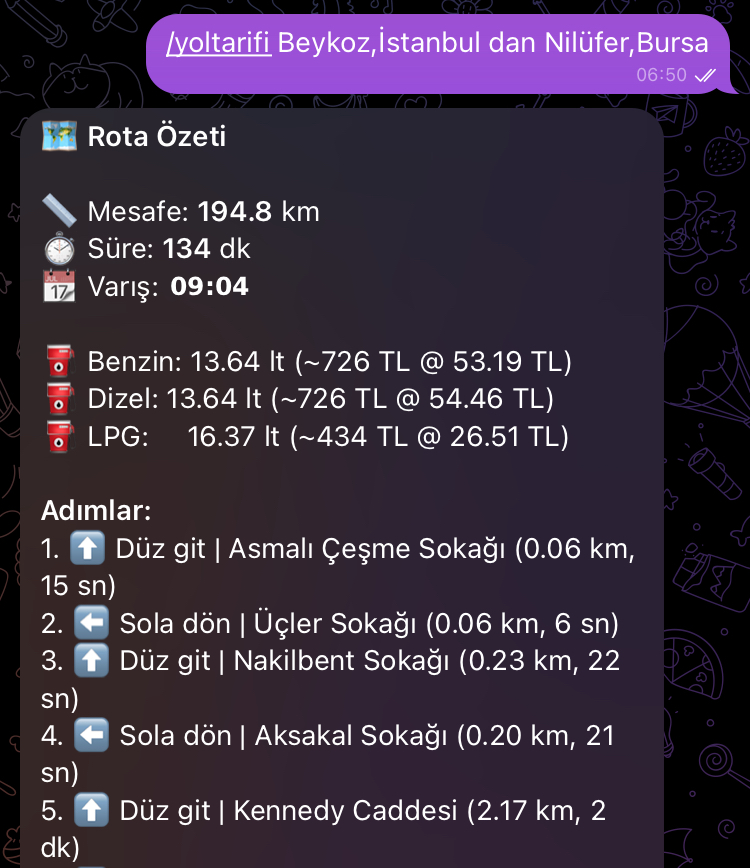 /yoltarifi Beykoz,İstanbul dan Nilüfer,Bursa
06:50
Rota Özeti
Mesafe: 194.8 km
Süre: 134 dk
JUL
17
Varış: 09:04
Benzin: 13.64 lt (~726 TL @ 53.19 TL)
Dizel: 13.64 lt (~726 TL @ 54.46 TL)
LPG: 16.37 lt (~434 TL @ 26.51 TL)
Adımlar:
1. ⬆️ Düz git | Asmalı Çeşme Sokağı (0.06 km,
15 sn)
2. ⬅️ Sola dön | Üçler Sokağı (0.06 km, 6 sn)
3. ⬆️ Düz git | Nakilbent Sokağı (0.23 km, 22
sn)
4. ⬅️ Sola dön | Aksakal Sokağı (0.20 km, 21
sn)
5. ⬆️ Düz git | Kennedy Caddesi (2.17 km, 2
dk)